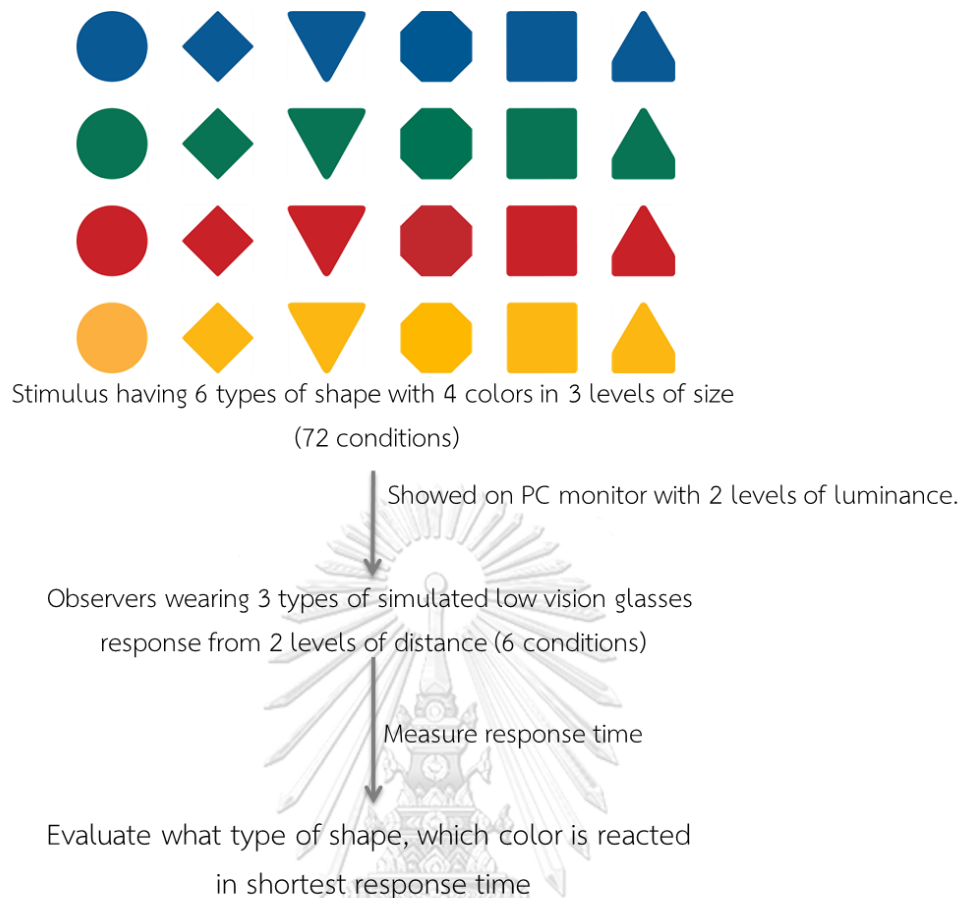 Stimulus having 6 types of shape with 4 colors in 3 levels of size
(72 conditions)
Showed on PC monitor with 2 levels of luminance.
Observers wearing 3 types of simulated low vision glasses
response from 2 levels of distance (6 conditions)
Measure response time
Evaluate what type of shape, which color is reacted
in shortest response time